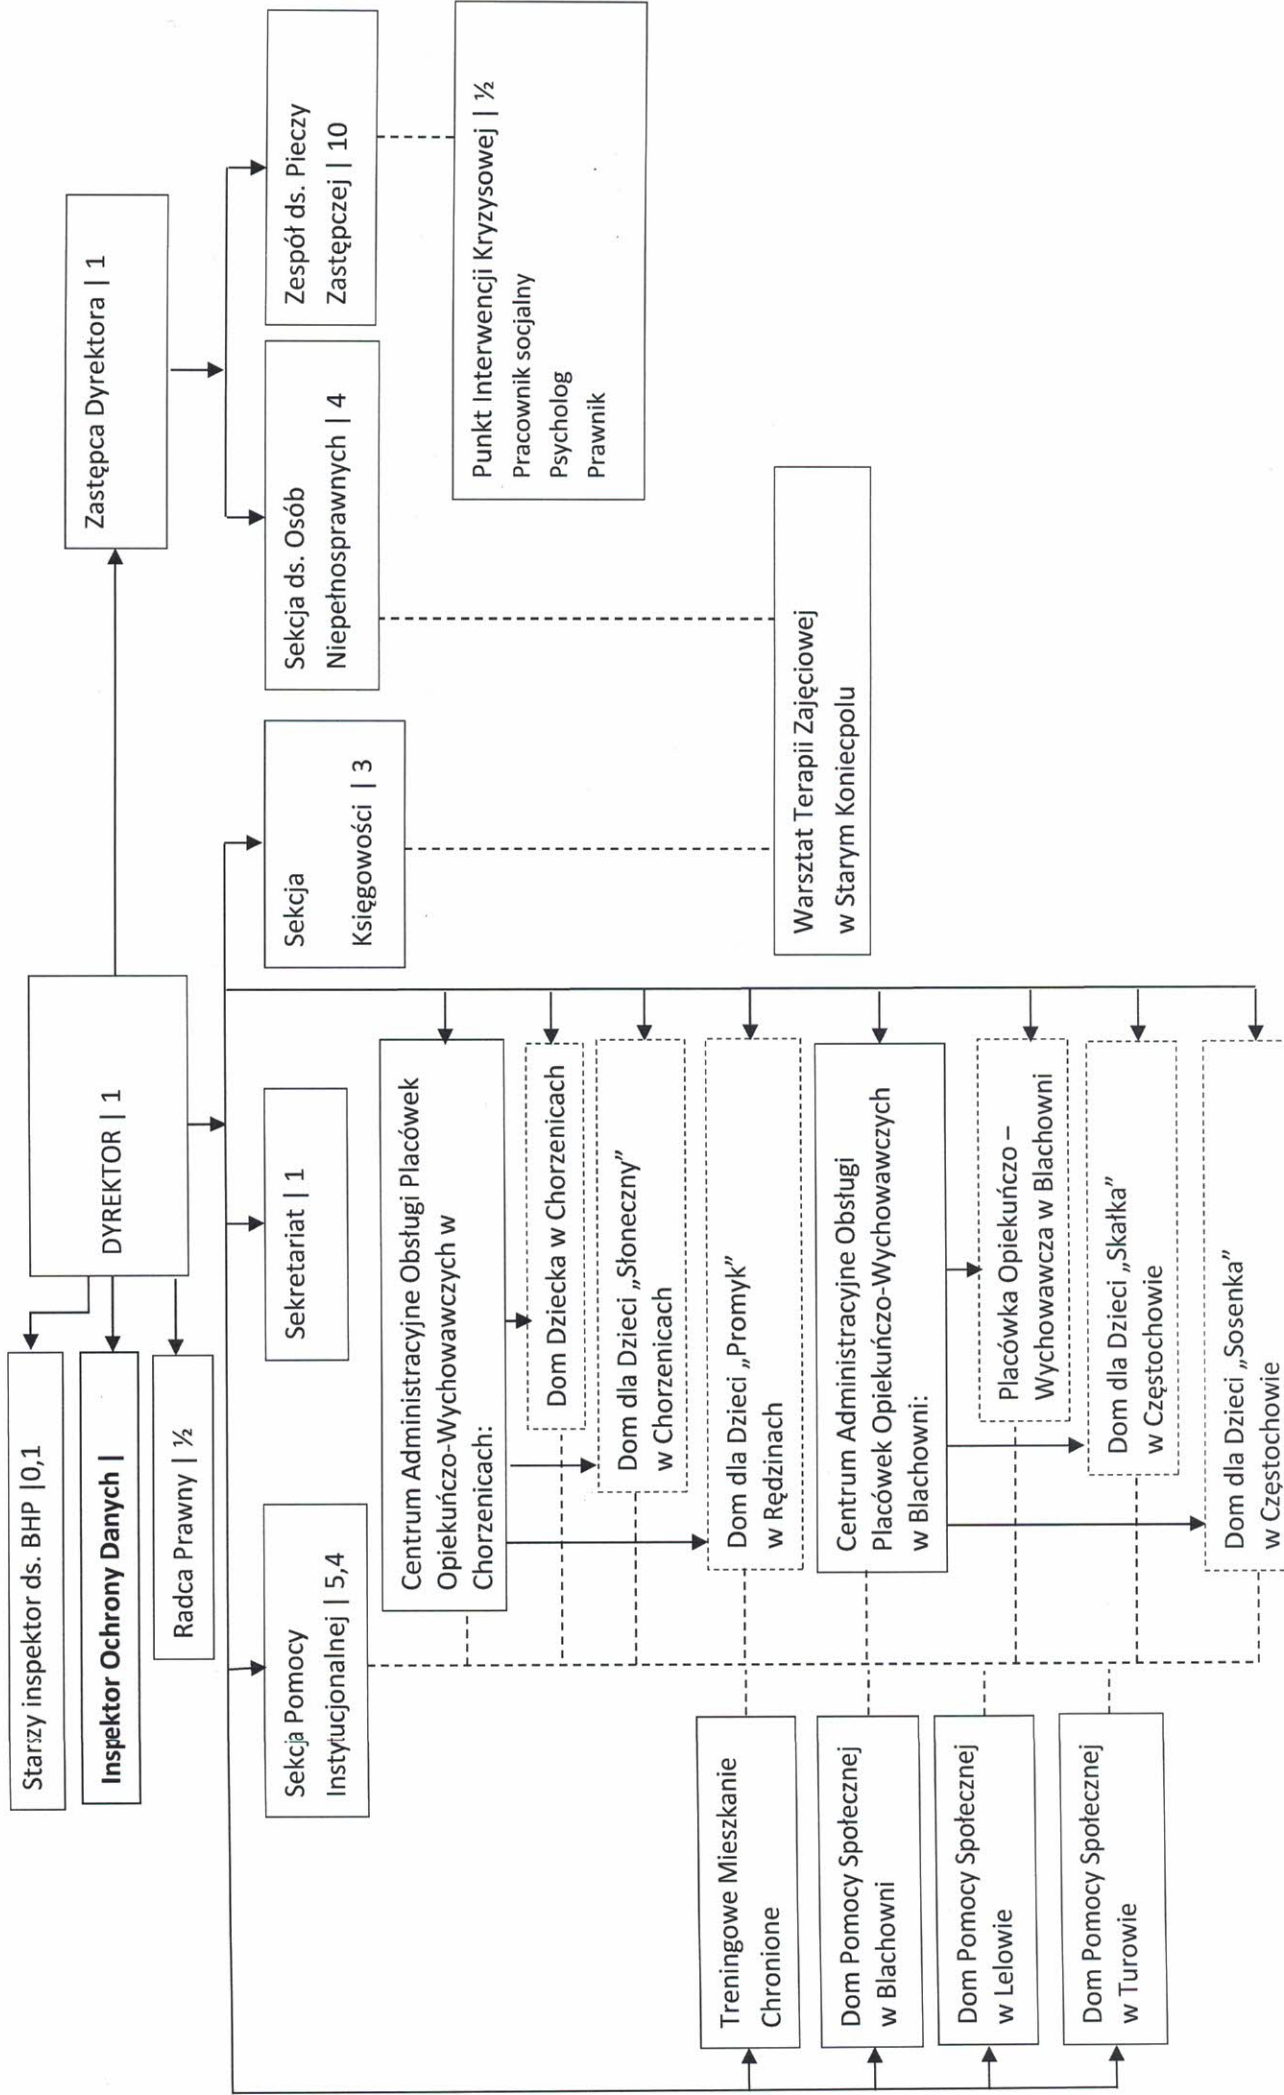 Starszy inspektor ds. BHP |0,1
Inspektor Ochrony Danych |
Radca Prawny | ½
DYREKTOR | 1
Zastępca Dyrektora | 1
Sekcja Pomocy
Instytucjonalnej | 5,4
Sekretariat | 1
Sekcja
Księgowości | 3
Sekcja ds. Osób
Niepełnosprawnych | 4
Zespół ds. Pieczy
Zastępczej | 10
Centrum Administracyjne Obsługi Placówek
Opiekuńczo-Wychowawczych w
Chorzenicach:
Dom Dziecka w Chorzenicach
Dom dla Dzieci „Słoneczny”
w Chorzenicach
Dom dla Dzieci „Promyk”
w Rędzinach
Centrum Administracyjne Obsługi
Placówek Opiekuńczo-Wychowawczych
w Blachowni:
Placówka Opiekuńczo –
Wychowawcza w Blachowni
Dom dla Dzieci „Skałka”
w Częstochowie
Dom dla Dzieci „Sosenka”
w Częstochowie
Punkt Interwencji Kryzysowej | ½
Pracownik socjalny
Psycholog
Prawnik
Warsztat Terapii Zajęciowej
w Starym Koniecpolu
Treningowe Mieszkanie
Chronione
Dom Pomocy Społecznej
w Blachowni
Dom Pomocy Społecznej
w Lelowie
Dom Pomocy Społecznej
w Turowie